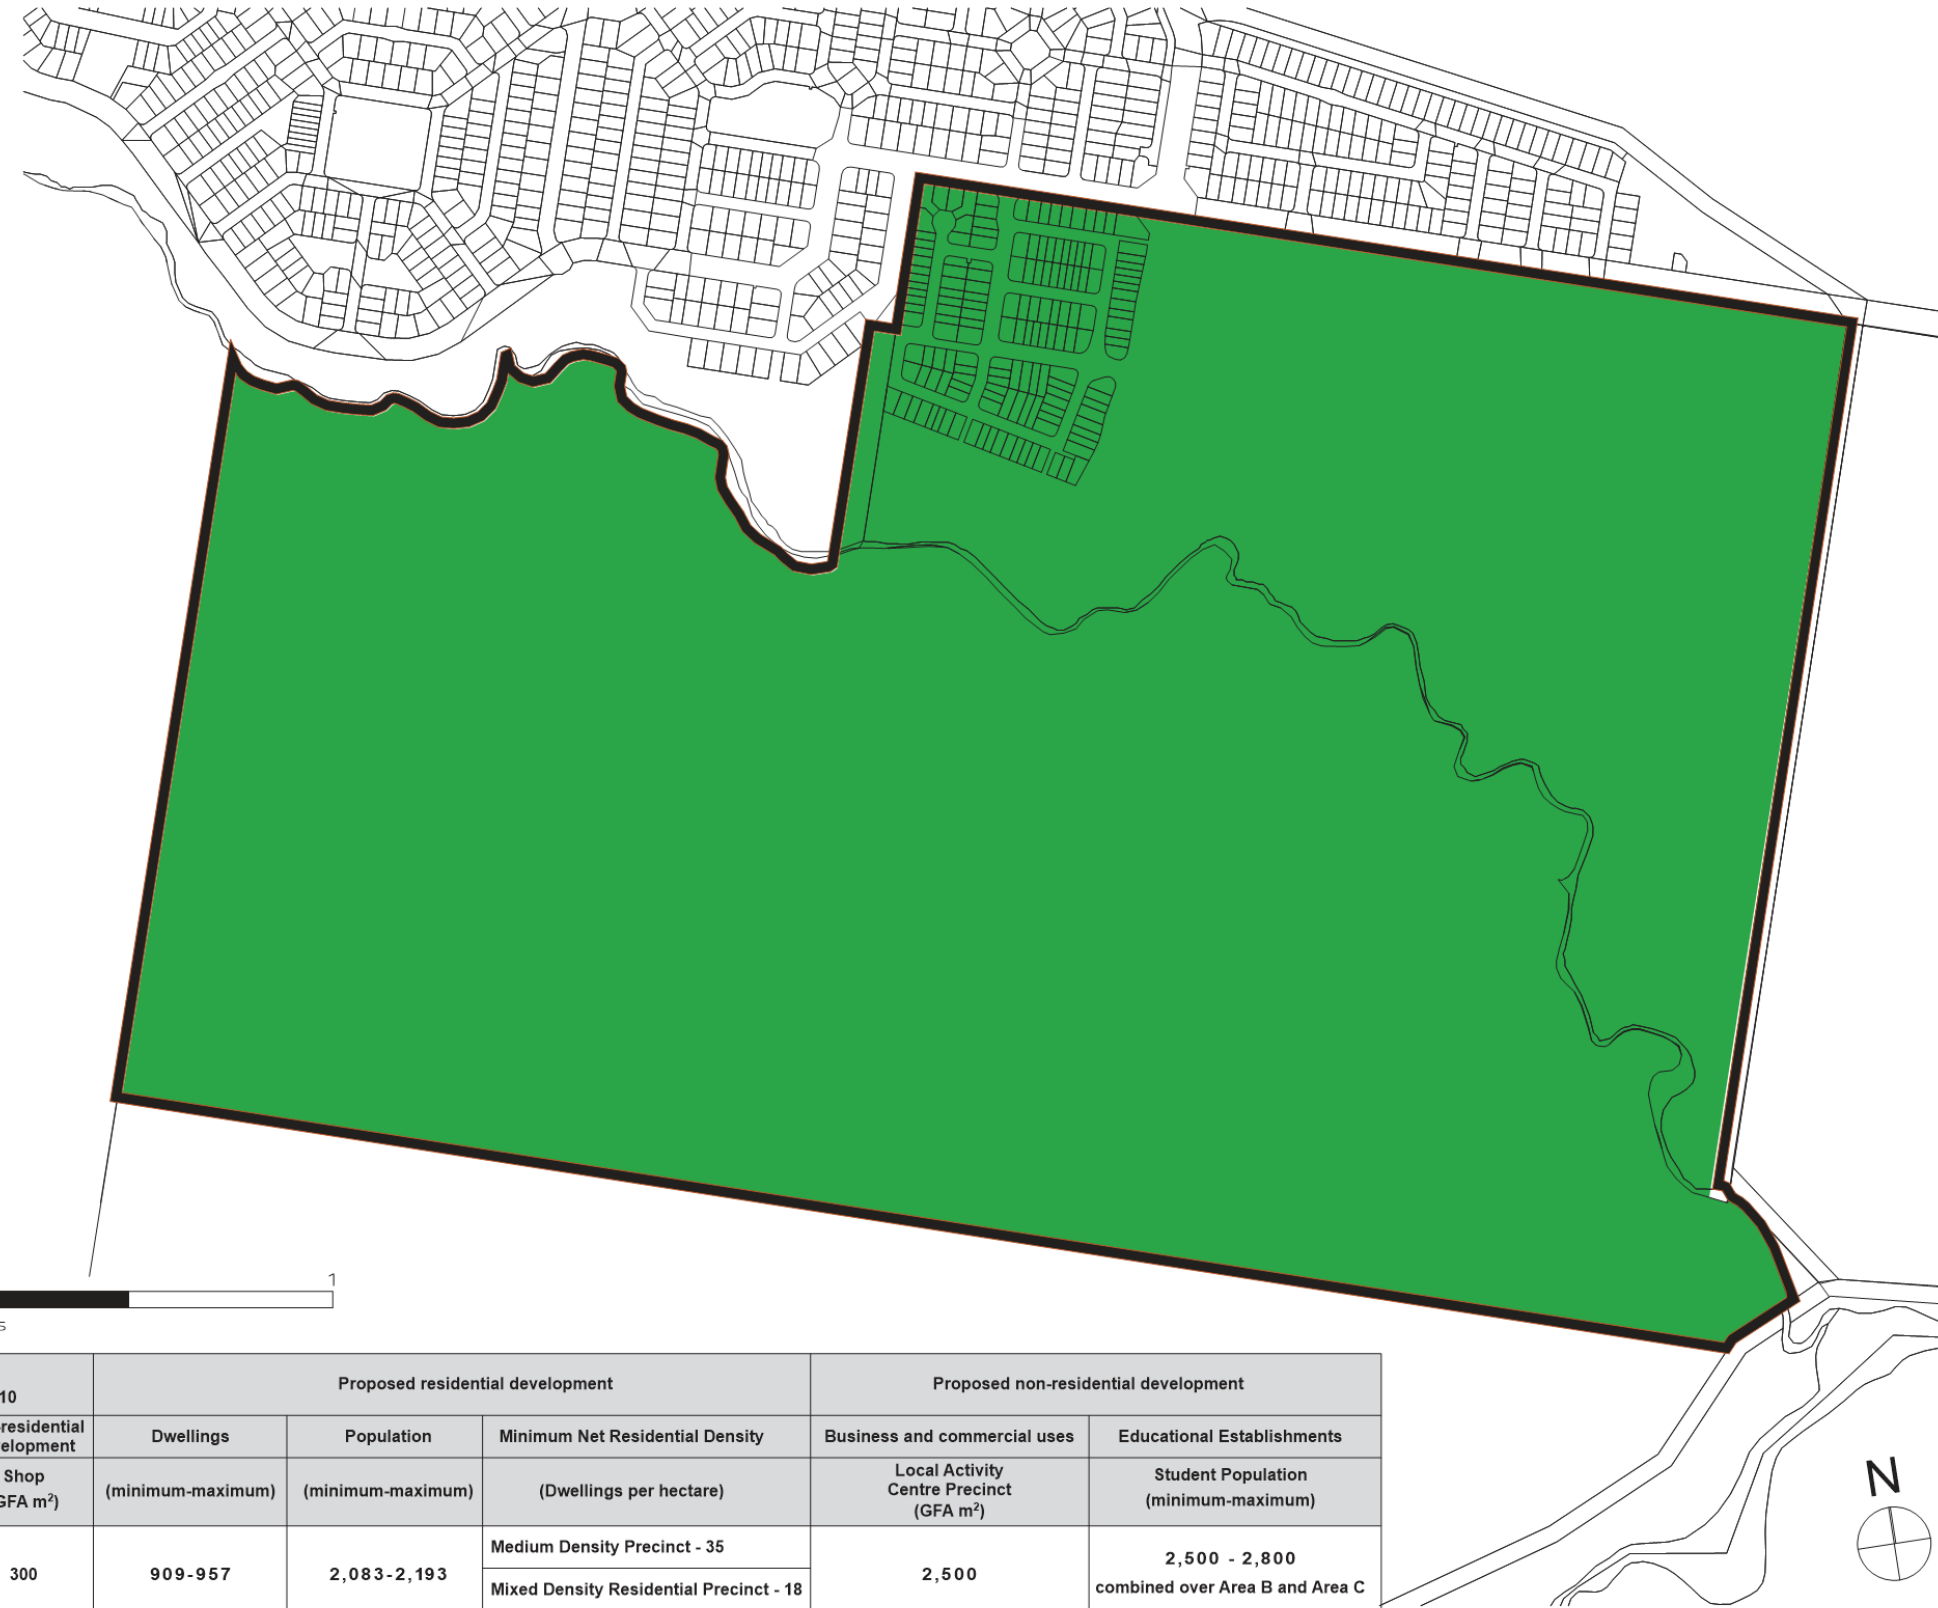 1
s
10
Proposed residential development
Proposed non-residential development
residential
elopment
Dwellings
Population
Minimum Net Residential Density
Business and commercial uses
Educational Establishments
Shop
GFA m²)
(minimum-maximum)
(minimum-maximum)
(Dwellings per hectare)
Local Activity
Centre Precinct
(GFA m²)
Student Population
(minimum-maximum)
300
909-957
2,083-2,193
Medium Density Precinct - 35
Mixed Density Residential Precinct - 18
2,500
2,500 - 2,800
combined over Area B and Area C
N